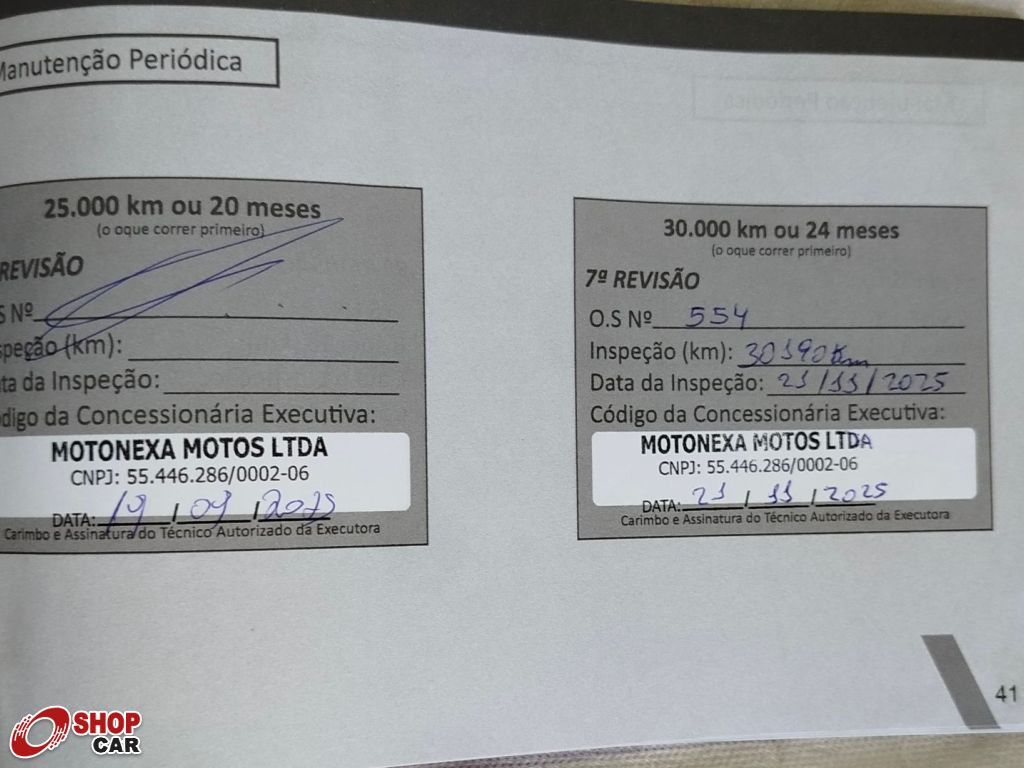 Manutenção Periódica
25.000 km ou 20 meses
(o oque correr primeiro)
REVISÃO
S Nº
speção (km):
ta da Inspeção:
ódigo da Concessionária Executiva:
MOTONEXA MOTOS LTDA
CNPJ: 55.446.286/0002-06
DATA: 19 / 09 / 2025
Carimbo e Assinatura do Técnico Autorizado da Executora
30.000 km ou 24 meses
(o oque correr primeiro)
7ª REVISÃO
O.S Nº 554
Inspeção (km): 30190km
Data da Inspeção: 21/11/2025
Código da Concessionária Executiva:
MOTONEXA MOTOS LTDA
CNPJ: 55.446.286/0002-06
DATA: 21 / 11 / 2025
Carimbo e Assinatura do Técnico Autorizado da Executora
41
SHOP
CAR